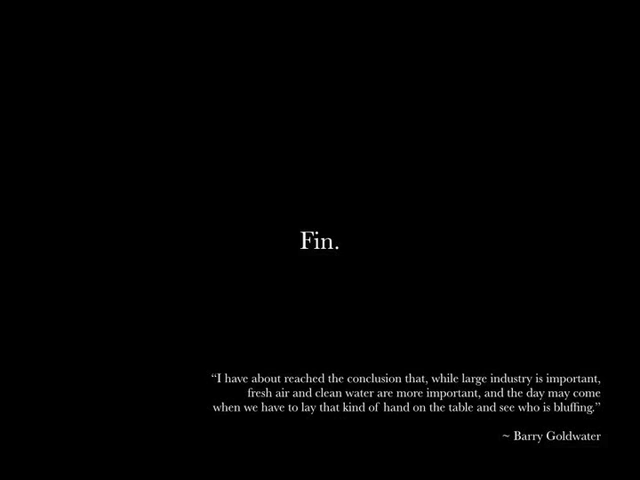 Fin.
“I have about reached the conclusion that, while large industry is important,
fresh air and clean water are more important, and the day may come
when we have to lay that kind of hand on the table and see who is bluffing.”
~ Barry Goldwater